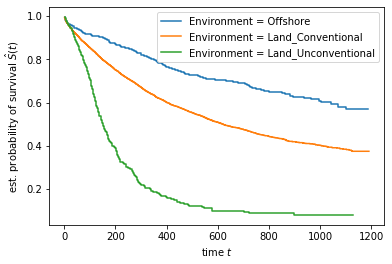 Environment = Offshore
Environment = Land_Conventional
Environment = Land_Unconventional
est. probability of survival Ŝ(t)
1.0
0.8
0.6
0.4
0.2
0 200 400 600 800 1000 1200
time t